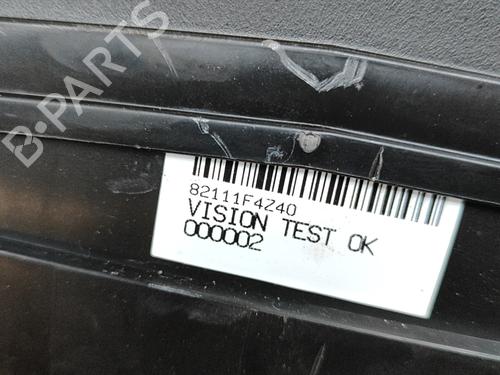 B-PARTS
82111F4Z40
VISION TEST OK
000002